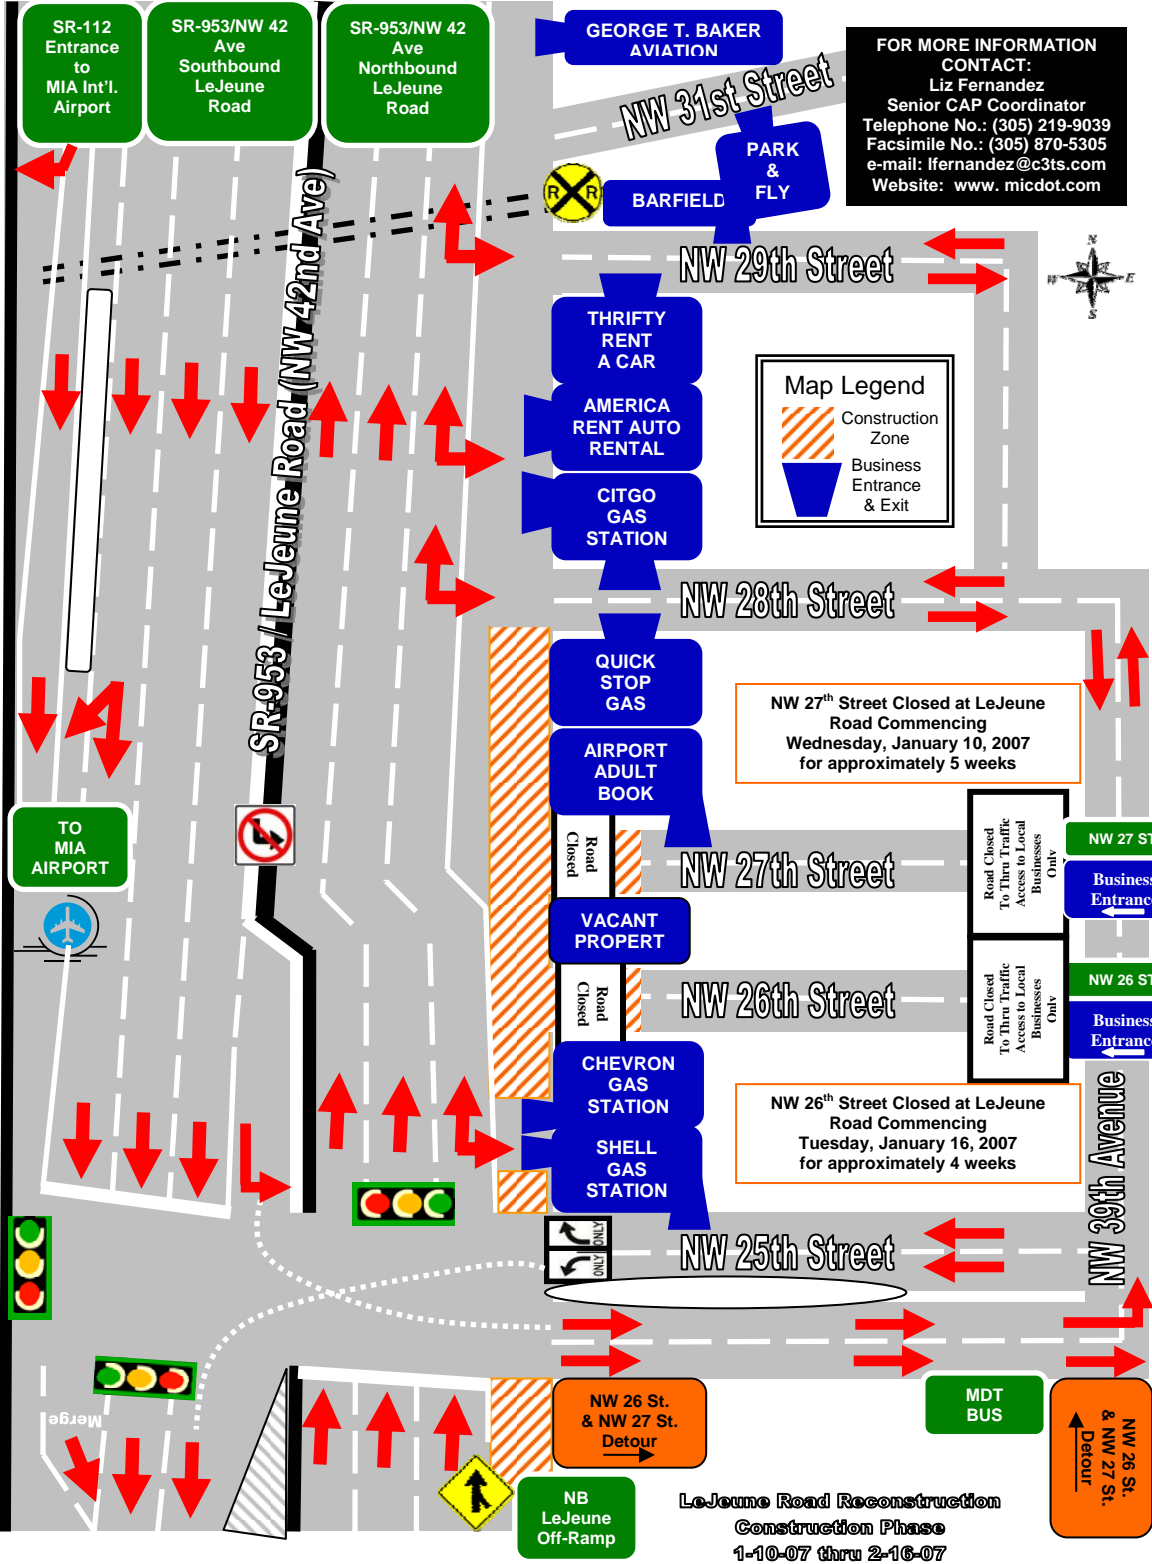 SR-112
Entrance
to
MIA Int'l.
Airport
SR-953/NW 42
Ave
Southbound
LeJeune
Road
SR-953/NW 42
Ave
Northbound
LeJeune
Road
GEORGE T. BAKER
AVIATION
NW 31st Street
FOR MORE INFORMATION
CONTACT:
Liz Fernandez
Senior CAP Coordinator
Telephone No.: (305) 219-9039
Facsimile No.: (305) 870-5305
e-mail: lfernandez@c3ts.com
Website: www. micdot.com
PARK
&
FLY
R R
BARFIELD
NW 29th Street
N
W E
S
SR-953 / LeJeune Road (NW 42nd Ave)
THRIFTY
RENT
A CAR
AMERICA
RENT AUTO
RENTAL
CITGO
GAS
STATION
Map Legend
Construction
Zone
Business
Entrance
& Exit
NW 28th Street
QUICK
STOP
GAS
AIRPORT
ADULT
BOOK
NW 27th Street Closed at LeJeune
Road Commencing
Wednesday, January 10, 2007
for approximately 5 weeks
TO
MIA
AIRPORT
Road
Closed
NW 27th Street
Road Closed
To Thru Traffic
Access to Local
Businesses
Only
NW 27 ST
Business
Entrance
VACANT
PROPERT
Road
Closed
NW 26th Street
Road Closed
To Thru Traffic
Access to Local
Businesses
Only
NW 26 ST
Business
Entrance
CHEVRON
GAS
STATION
SHELL
GAS
STATION
NW 26th Street Closed at LeJeune
Road Commencing
Tuesday, January 16, 2007
for approximately 4 weeks
NW 39th Avenue
ONLY
ONLY
NW 25th Street
Merge
NW 26 St.
& NW 27 St.
Detour
MDT
BUS
NW 26 St.
& NW 27 St.
Detour
NB
LeJeune
Off-Ramp
LeJeune Road Reconstruction
Construction Phase
1-10-07 thru 2-16-07